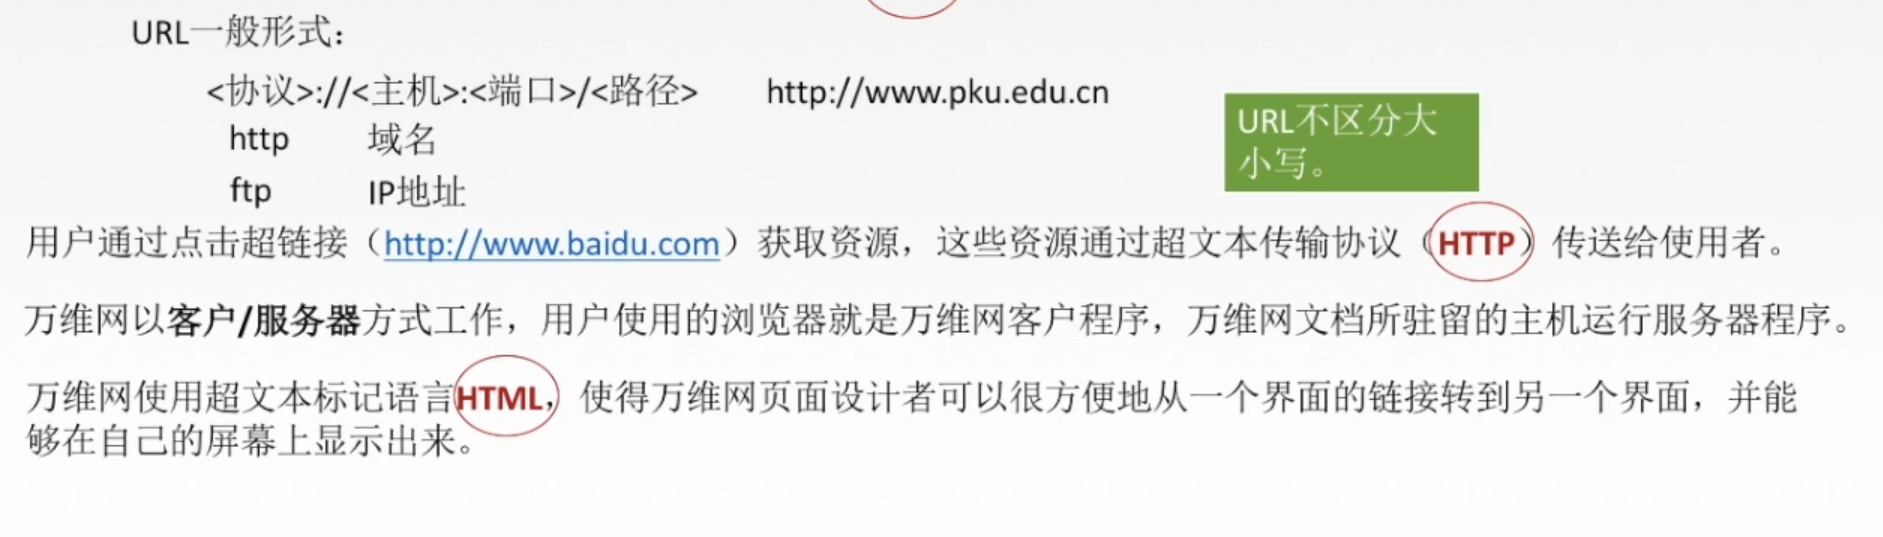 URL一般形式：
<协议>://<主机>:<端口>/<路径> http://www.pku.edu.cn
http 域名
ftp IP地址
URL不区分大
小写。
用户通过点击超链接（http://www.baidu.com）获取资源，这些资源通过超文本传输协议（HTTP）传送给使用者。
万维网以客户/服务器方式工作，用户使用的浏览器就是万维网客户程序，万维网文档所驻留的主机运行服务器程序。
万维网使用超文本标记语言HTML，使得万维网页面设计者可以很方便地从一个界面的链接转到另一个界面，并能
够在自己的屏幕上显示出来。